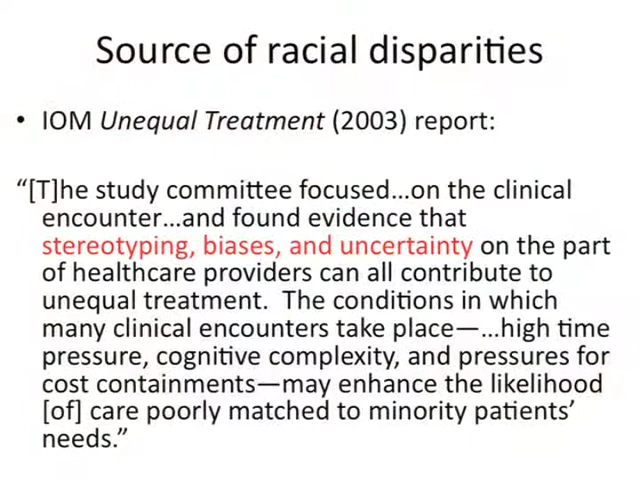 Source of racial disparities
• IOM Unequal Treatment (2003) report:
“[T]he study committee focused…on the clinical
encounter…and found evidence that
stereotyping, biases, and uncertainty on the part
of healthcare providers can all contribute to
unequal treatment.  The conditions in which
many clinical encounters take place—…high time
pressure, cognitive complexity, and pressures for
cost containments—may enhance the likelihood
[of] care poorly matched to minority patients’
needs.”